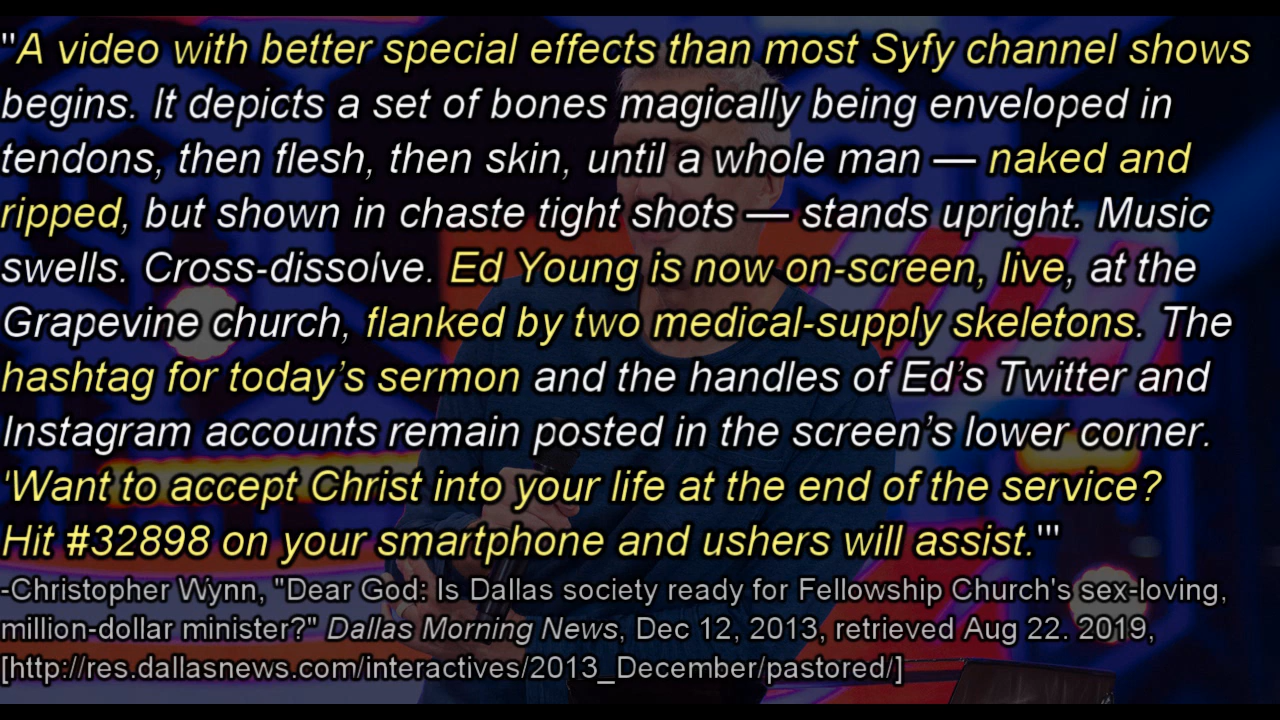 "A video with better special effects than most Syfy channel shows
begins. It depicts a set of bones magically being enveloped in
tendons, then flesh, then skin, until a whole man — naked and
ripped, but shown in chaste tight shots — stands upright. Music
swells. Cross-dissolve. Ed Young is now on-screen, live, at the
Grapevine church, flanked by two medical-supply skeletons. The
hashtag for today’s sermon and the handles of Ed’s Twitter and
Instagram accounts remain posted in the screen’s lower corner.
'Want to accept Christ into your life at the end of the service?
Hit #32898 on your smartphone and ushers will assist.'"
-Christopher Wynn, "Dear God: Is Dallas society ready for Fellowship Church's sex-loving,
million-dollar minister?" Dallas Morning News, Dec 12, 2013, retrieved Aug 22. 2019,
[http://res.dallasnews.com/interactives/2013_December/pastored/]